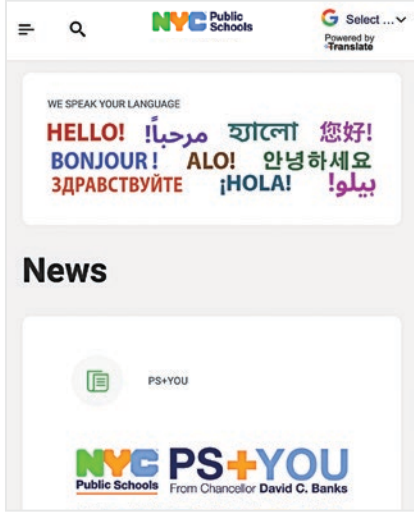 NYC Public Schools
Select ...
Powered by
Translate
WE SPEAK YOUR LANGUAGE
HELLO! مرحباً! হ্যালো 您好!
BONJOUR! ALO! 안녕하세요
ЗДРАВСТВУЙТЕ ¡HOLA! بيلو!
News
PS+YOU
NYC Public Schools PS+YOU
From Chancellor David C. Banks